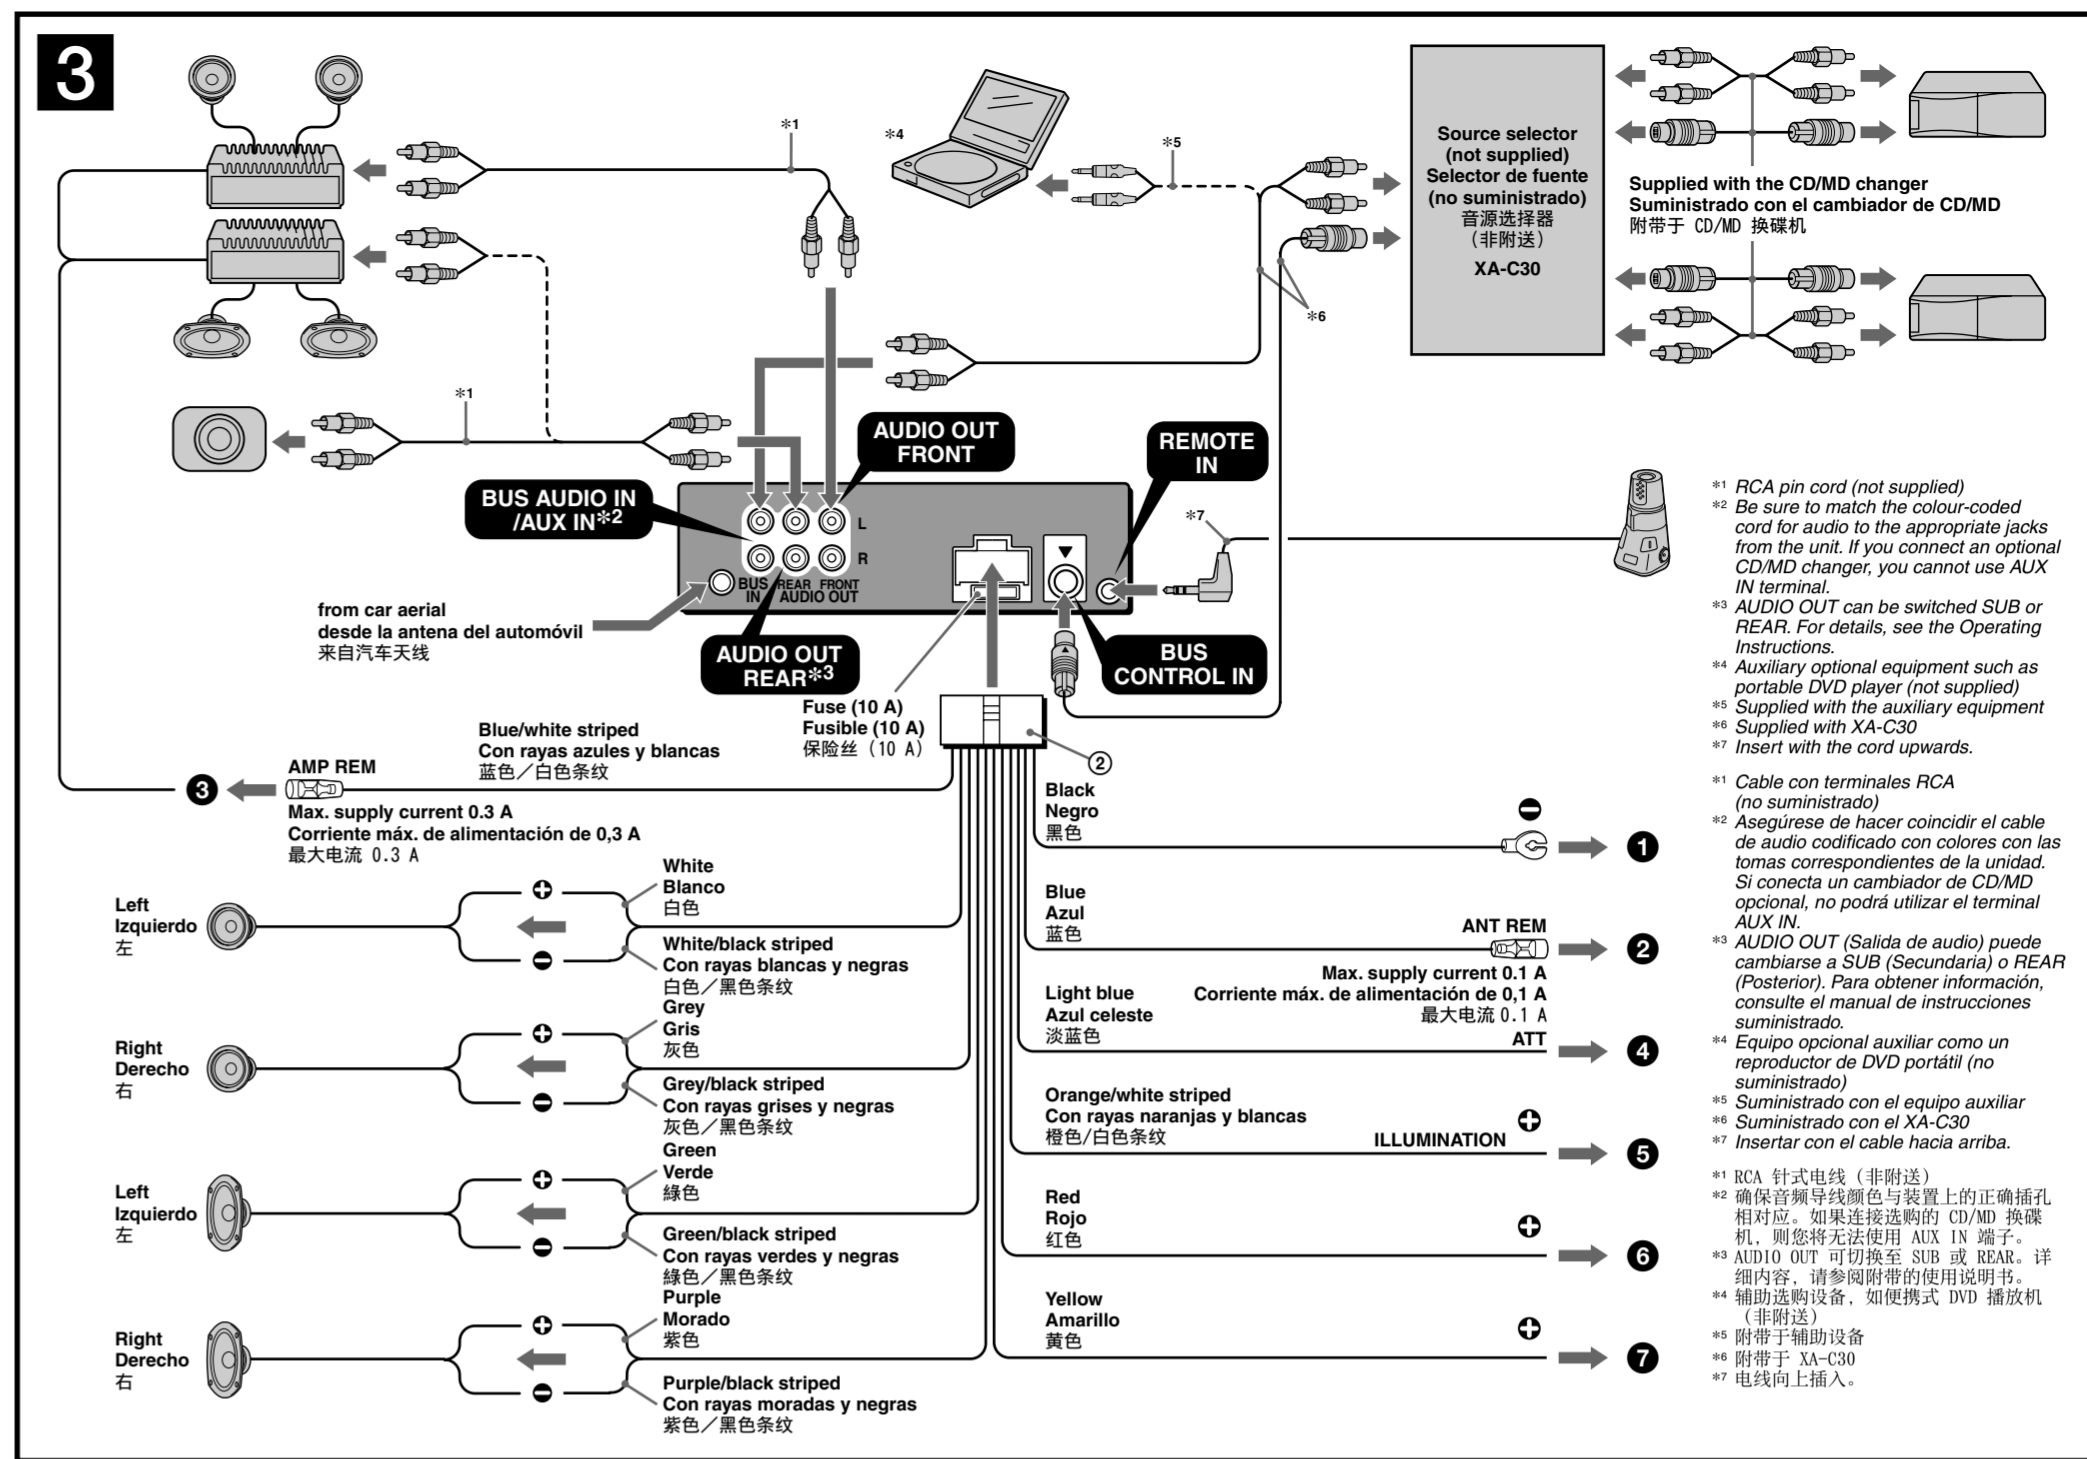 3
*1
*4
*5
Source selector
(not supplied)
Selector de fuente
(no suministrado)
音源选择器
（非附送）
XA-C30
Supplied with the CD/MD changer
Suministrado con el cambiador de CD/MD
附带于 CD/MD 换碟机
*6
*1
AUDIO OUT
FRONT
REMOTE
IN
BUS AUDIO IN
/AUX IN*2
L
R
BUS
IN
REAR
FRONT
AUDIO OUT
*7
from car aerial
desde la antena del automóvil
来自汽车天线
AUDIO OUT
REAR*3
BUS
CONTROL IN
Fuse (10 A)
Fusible (10 A)
保险丝（10 A）
②
Blue/white striped
Con rayas azules y blancas
蓝色／白色条纹
AMP REM
❸
Max. supply current 0.3 A
Corriente máx. de alimentación de 0,3 A
最大电流 0.3 A
Left
Izquierdo
左
White
Blanco
白色
White/black striped
Con rayas blancas y negras
白色／黑色条纹
Right
Derecho
右
Grey
Gris
灰色
Grey/black striped
Con rayas grises y negras
灰色／黑色条纹
Left
Izquierdo
左
Green
Verde
綠色
Green/black striped
Con rayas verdes y negras
綠色／黑色条纹
Right
Derecho
右
Purple
Morado
紫色
Purple/black striped
Con rayas moradas y negras
紫色／黑色条纹
Black
Negro
黑色
❶
Blue
Azul
蓝色
ANT REM
❷
Max. supply current 0.1 A
Corriente máx. de alimentación de 0,1 A
最大电流 0.1 A
Light blue
Azul celeste
淡蓝色
ATT
❹
Orange/white striped
Con rayas naranjas y blancas
橙色/白色条纹
ILLUMINATION
❺
Red
Rojo
红色
❻
Yellow
Amarillo
黄色
❼
*1 RCA pin cord (not supplied)
*2 Be sure to match the colour-coded
cord for audio to the appropriate jacks
from the unit. If you connect an optional
CD/MD changer, you cannot use AUX
IN terminal.
*3 AUDIO OUT can be switched SUB or
REAR. For details, see the Operating
Instructions.
*4 Auxiliary optional equipment such as
portable DVD player (not supplied)
*5 Supplied with the auxiliary equipment
*6 Supplied with XA-C30
*7 Insert with the cord upwards.
*1 Cable con terminales RCA
(no suministrado)
*2 Asegúrese de hacer coincidir el cable
de audio codificado con colores con las
tomas correspondientes de la unidad.
Si conecta un cambiador de CD/MD
opcional, no podrá utilizar el terminal
AUX IN.
*3 AUDIO OUT (Salida de audio) puede
cambiarse a SUB (Secundaria) o REAR
(Posterior). Para obtener información,
consulte el manual de instrucciones
suministrado.
*4 Equipo opcional auxiliar como un
reproductor de DVD portátil (no
suministrado)
*5 Suministrado con el equipo auxiliar
*6 Suministrado con el XA-C30
*7 Insertar con el cable hacia arriba.
*1 RCA 针式电线（非附送）
*2 确保音频导线颜色与装置上的正确插孔
相对应。如果连接选购的 CD/MD 换碟
机，则您将无法使用 AUX IN 端子。
*3 AUDIO OUT 可切换至 SUB 或 REAR。详
细内容，请参阅附带的使用说明书。
*4 辅助选购设备，如便携式 DVD 播放机
（非附送）
*5 附带于辅助设备
*6 附带于 XA-C30
*7 电线向上插入。